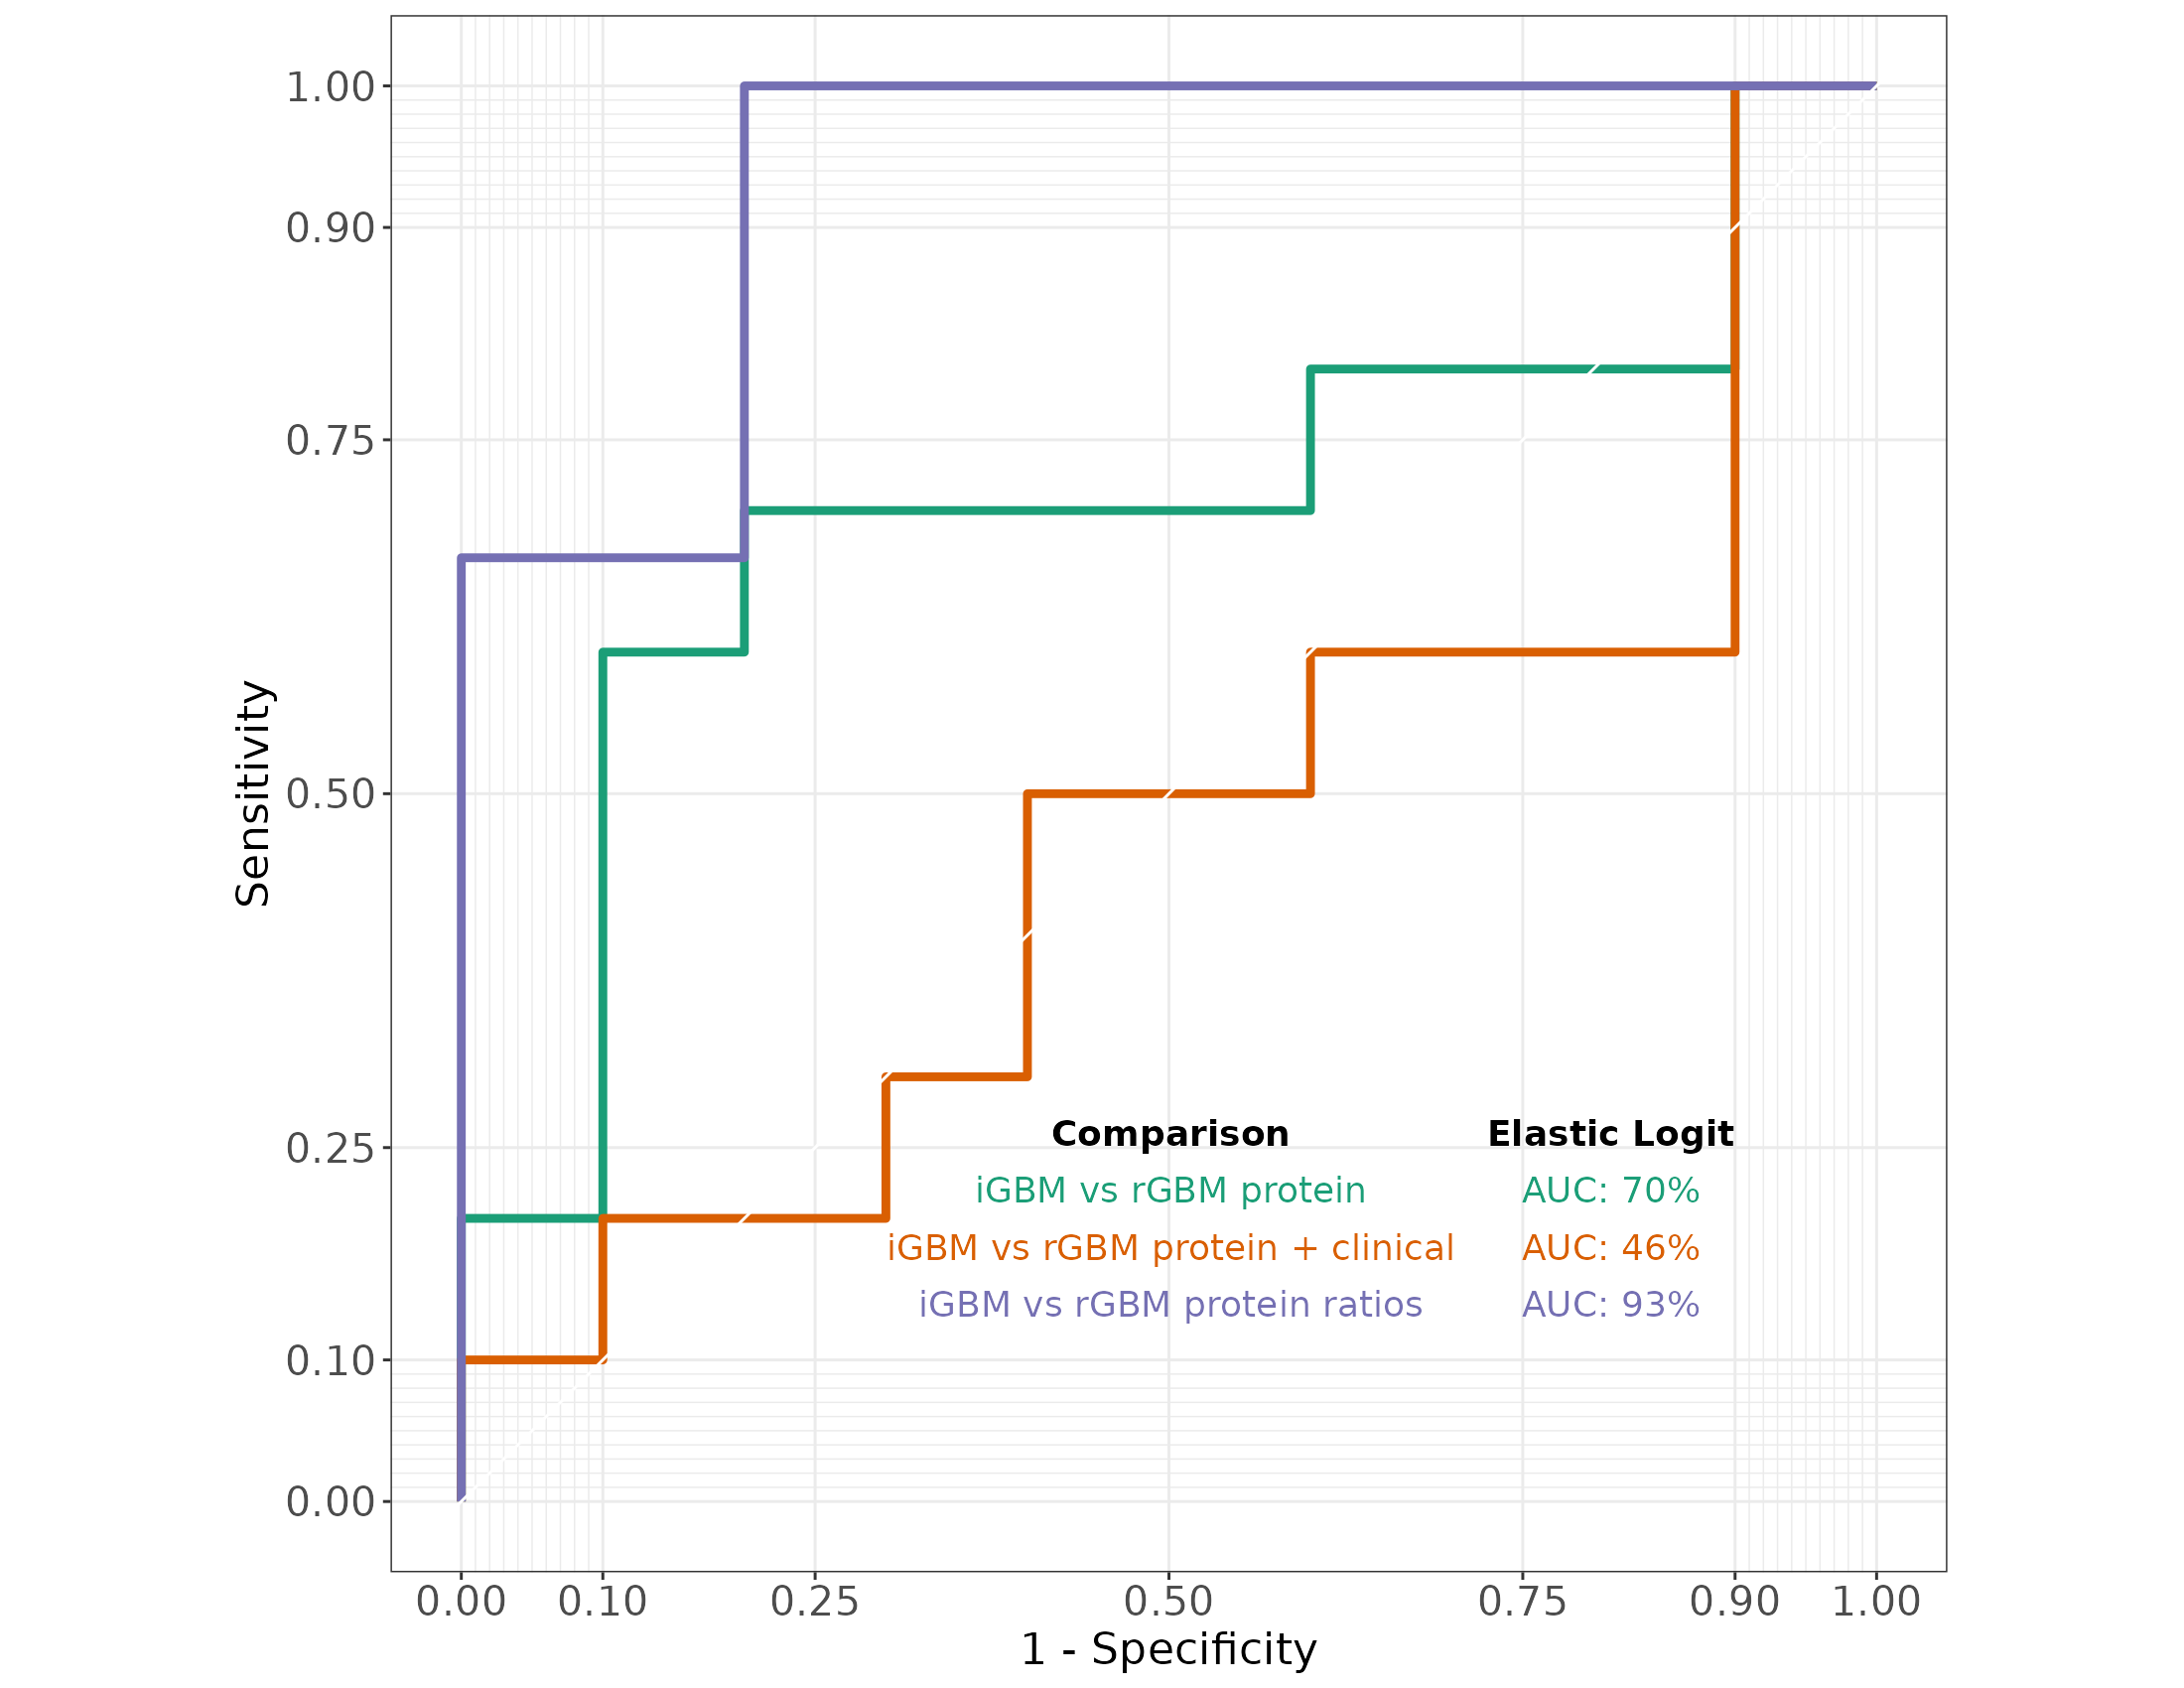 1.00
0.90
0.75
0.50
0.25
0.10
0.00
Sensitivity
Comparison Elastic Logit
iGBM vs rGBM protein AUC: 70%
iGBM vs rGBM protein + clinical AUC: 46%
iGBM vs rGBM protein ratios AUC: 93%
0.00 0.10 0.25 0.50 0.75 0.90 1.00
1 - Specificity